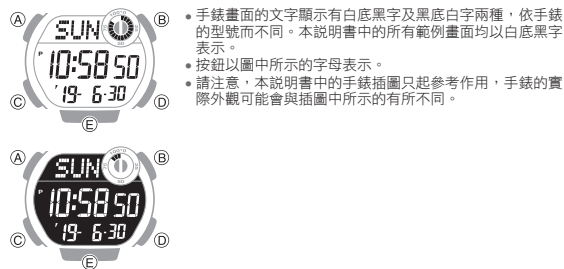 Ⓐ
Ⓑ
SUN
P 10:58 50
'19- 6-30
Ⓒ
Ⓓ
Ⓔ
Ⓐ
Ⓑ
SUN
P 10:58 50
'19- 6-30
Ⓒ
Ⓓ
Ⓔ
• 手錶畫面的文字顯示有白底黑字及黑底白字兩種，依手錶
的型號而不同。本説明書中的所有範例畫面均以白底黑字
表示。
• 按鈕以圖中所示的字母表示。
• 請注意，本説明書中的手錶插圖只起參考作用，手錶的實
際外觀可能會與插圖中所示的有所不同。